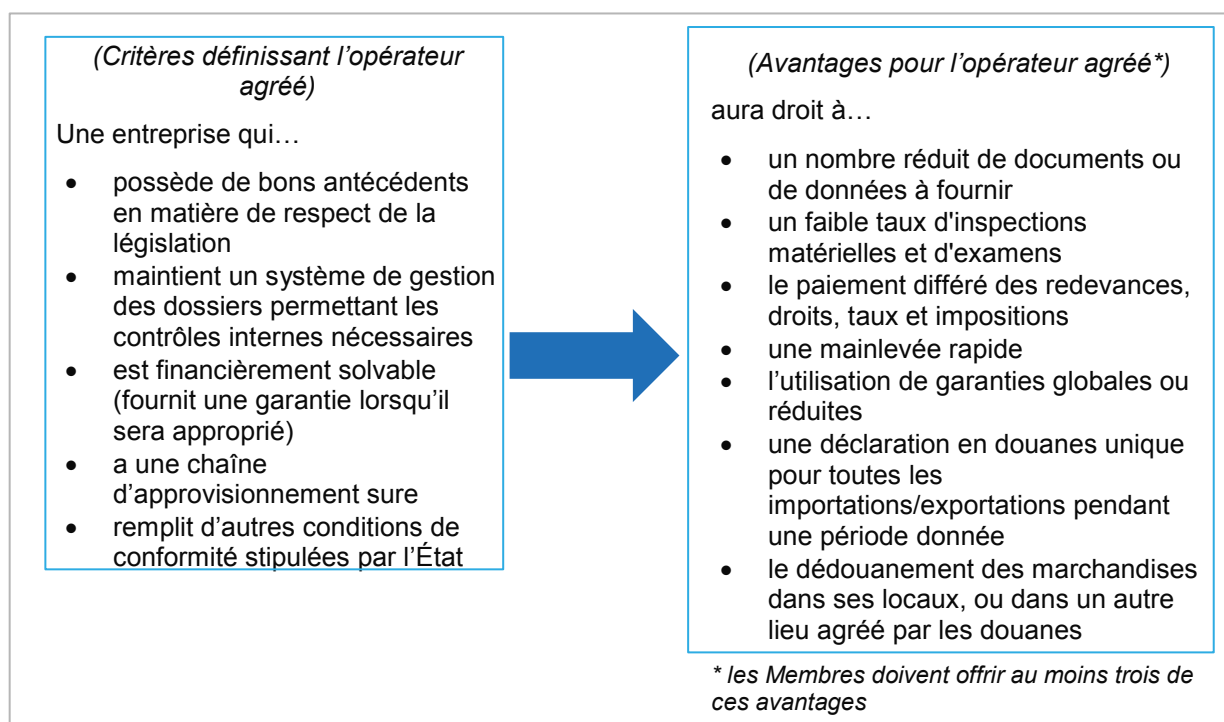 (Critères définissant l’opérateur
agréé)
Une entreprise qui…
• possède de bons antécédents
en matière de respect de la
législation
• maintient un système de gestion
des dossiers permettant les
contrôles internes nécessaires
• est financièrement solvable
(fournit une garantie lorsqu’il
sera approprié)
• a une chaîne
d’approvisionnement sure
• remplit d’autres conditions de
conformité stipulées par l’État
(Avantages pour l’opérateur agréé*)
aura droit à…
• un nombre réduit de documents ou
de données à fournir
• un faible taux d'inspections
matérielles et d'examens
• le paiement différé des redevances,
droits, taux et impositions
• une mainlevée rapide
• l’utilisation de garanties globales ou
réduites
• une déclaration en douanes unique
pour toutes les
importations/exportations pendant
une période donnée
• le dédouanement des marchandises
dans ses locaux, ou dans un autre
lieu agréé par les douanes
* les Membres doivent offrir au moins trois de
ces avantages